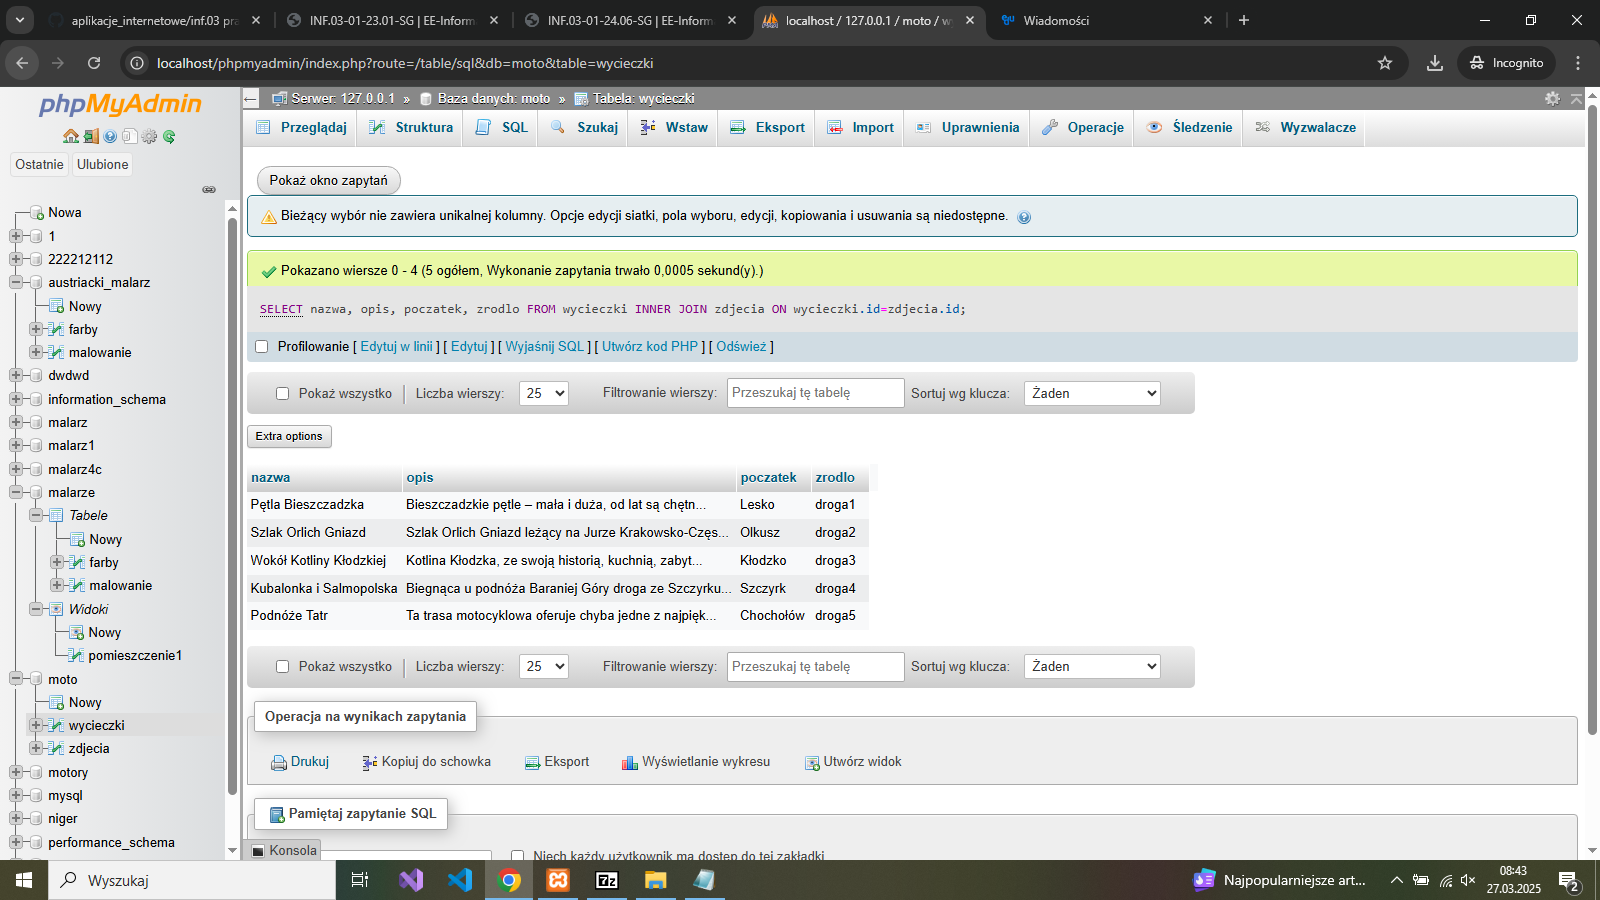 aplikacje_internetowe/inf.03 pra
INF.03-01-23.01-SG | EE-Inform
INF.03-01-24.06-SG | EE-Inform
localhost / 127.0.0.1 / moto / w
Wiadomości
localhost/phpmyadmin/index.php?route=/table/sql&db=moto&table=wycieczki
Incognito
phpMyAdmin
Ostatnie
Ulubione
Nowa
1
222212112
austriacki_malarz
Nowy
farby
malowanie
dwdwd
information_schema
malarz
malarz1
malarz4c
malarze
Tabele
Nowy
farby
malowanie
Widoki
Nowy
pomieszczenie1
moto
Nowy
wycieczki
zdjecia
motory
mysql
niger
performance_schema
Serwer: 127.0.0.1 » Baza danych: moto » Tabela: wycieczki
Przeglądaj
Struktura
SQL
Szukaj
Wstaw
Eksport
Import
Uprawnienia
Operacje
Śledzenie
Wyzwalacze
Pokaż okno zapytań
Bieżący wybór nie zawiera unikalnej kolumny. Opcje edycji siatki, pola wyboru, edycji, kopiowania i usuwania są niedostępne.
Pokazano wiersze 0 - 4 (5 ogółem, Wykonanie zapytania trwało 0,0005 sekund(y).)
SELECT nazwa, opis, poczatek, zrodlo FROM wycieczki INNER JOIN zdjecia ON wycieczki.id=zdjecia.id;
Profilowanie [ Edytuj w linii ] [ Edytuj ] [ Wyjaśnij SQL ] [ Utwórz kod PHP ] [ Odśwież ]
Pokaż wszystko
Liczba wierszy:
25
Filtrowanie wierszy:
Przeszukaj tę tabelę
Sortuj wg klucza:
Żaden
Extra options
nazwa opis poczatek zrodlo
Pętla Bieszczadzka Bieszczadzkie pętle – mała i duża, od lat są chętn... Lesko droga1
Szlak Orlich Gniazd Szlak Orlich Gniazd leżący na Jurze Krakowsko-Częs... Olkusz droga2
Wokół Kotliny Kłodzkiej Kotlina Kłodzka, ze swoją historią, kuchnią, zabyt... Kłodzko droga3
Kubalonka i Salmopolska Biegnąca u podnóża Baraniej Góry droga ze Szczyrku... Szczyrk droga4
Podnóże Tatr Ta trasa motocyklowa oferuje chyba jedne z najpięk... Chochołów droga5
Pokaż wszystko
Liczba wierszy:
25
Filtrowanie wierszy:
Przeszukaj tę tabelę
Sortuj wg klucza:
Żaden
Operacja na wynikach zapytania
Drukuj
Kopiuj do schowka
Eksport
Wyświetlanie wykresu
Utwórz widok
Pamiętaj zapytanie SQL
Konsola
Niech każdy użytkownik ma dostęp do tej zakładki
Wyszukaj
7z
Najpopularniejsze art...
08:43
27.03.2025
2